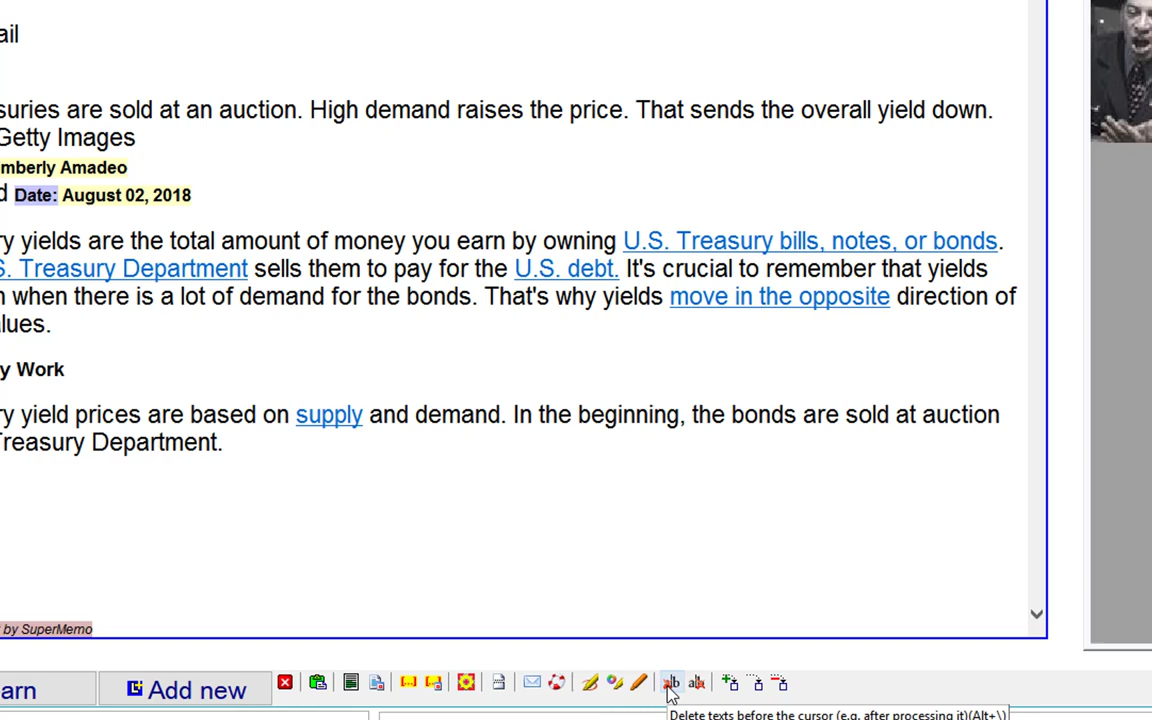 ail
suries are sold at an auction. High demand raises the price. That sends the overall yield down.
Getty Images
mberly Amadeo
d Date: August 02, 2018
ry yields are the total amount of money you earn by owning U.S. Treasury bills, notes, or bonds.
S. Treasury Department sells them to pay for the U.S. debt. It's crucial to remember that yields
n when there is a lot of demand for the bonds. That's why yields move in the opposite direction of
alues.
y Work
ry yield prices are based on supply and demand. In the beginning, the bonds are sold at auction
Treasury Department.
by SuperMemo
arn
Add new
Delete texts before the cursor (e.g. after processing it)(Alt+\)